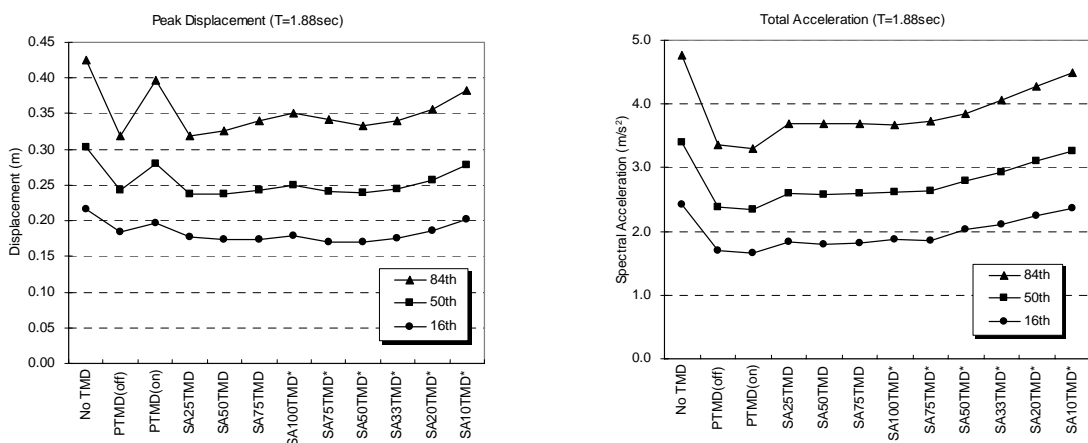 Peak Displacement (T=1.88sec)
0.45
0.40
0.35
0.30
0.25
0.20
0.15
0.10
0.05
0.00
Displacement (m)
84th
50th
16th
No TMD
PTMD(off)
PTMD(on)
SA25TMD
SA50TMD
SA75TMD
SA100TMD*
SA75TMD*
SA50TMD*
SA33TMD*
SA20TMD*
SA10TMD*
Total Acceleration (T=1.88sec)
5.0
4.0
3.0
2.0
1.0
0.0
Spectral Acceleration (m/s²)
84th
50th
16th
No TMD
PTMD(off)
PTMD(on)
SA25TMD
SA50TMD
SA75TMD
SA100TMD*
SA75TMD*
SA50TMD*
SA33TMD*
SA20TMD*
SA10TMD*